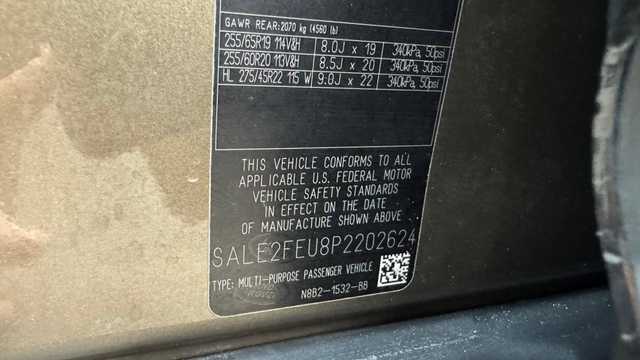 GAWR REAR:2070 kg (4560 lb)
255/65R19 114V&H 8.0J x 19 340kPa, 50psi
255/60R20 113V&H 8.5J x 20 340kPa, 50psi
HL 275/45R22 115 W 9.0J x 22 340kPa, 50psi
THIS VEHICLE CONFORMS TO ALL
APPLICABLE U.S. FEDERAL MOTOR
VEHICLE SAFETY STANDARDS
IN EFFECT ON THE DATE
OF MANUFACTURE SHOWN ABOVE
SALE2FEU8P2202624
TYPE: MULTI-PURPOSE PASSENGER VEHICLE
N8B2-1532-BB